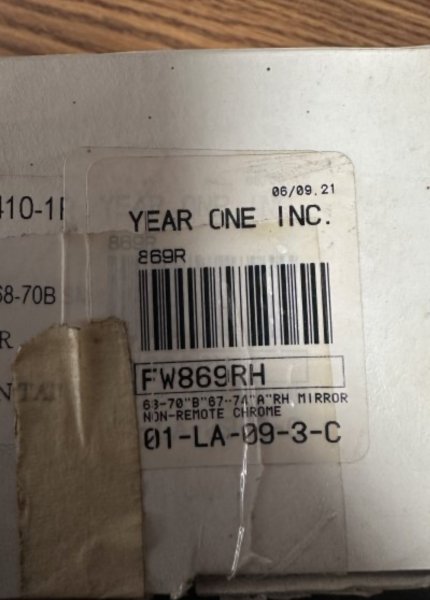 06/09.21
YEAR ONE INC.
869R
FW869RH
68-70"B"67-74"A"RH MIRROR
NON-REMOTE CHROME
01-LA-09-3-C
410-1
68-70B
R